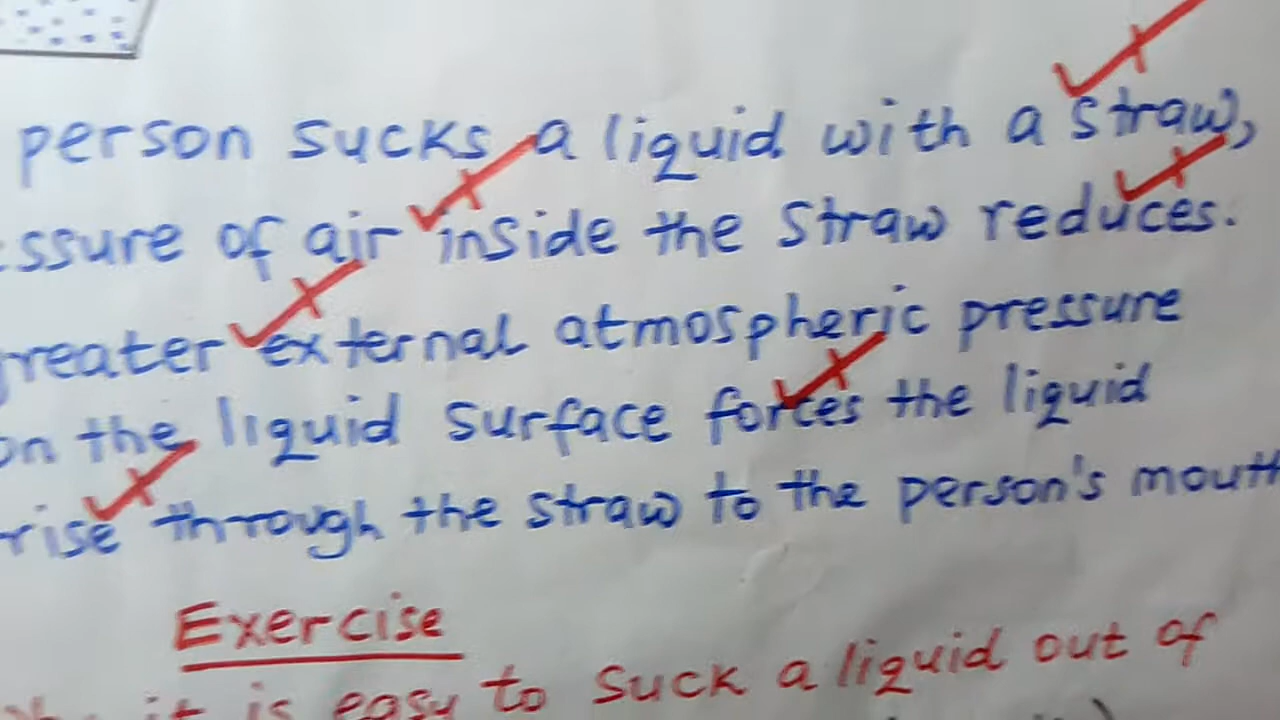 person sucks a liquid with a straw,
ssure of air inside the straw reduces.
greater external atmospheric pressure
on the liquid surface forces the liquid
rise through the straw to the person's mouth
Exercise
it is easy to suck a liquid out of